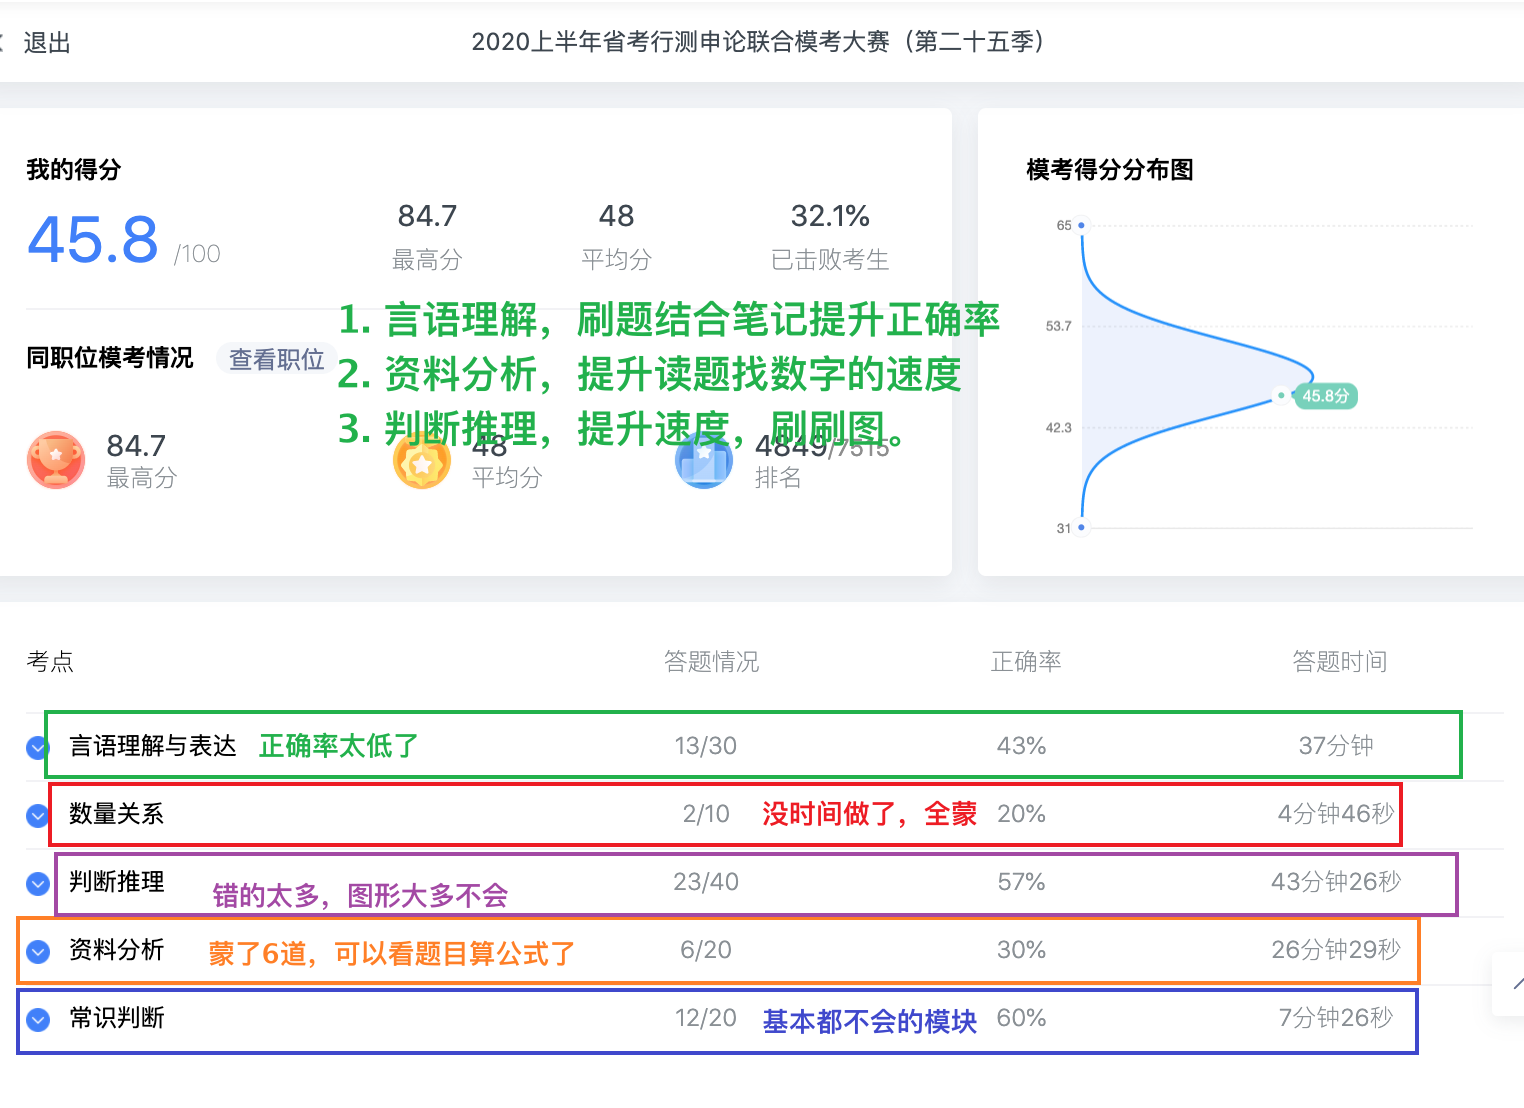 退出
2020上半年省考行测申论联合模考大赛（第二十五季）
我的得分
45.8 /100
84.7
最高分
48
平均分
32.1%
已击败考生
1. 言语理解，刷题结合笔记提升正确率
2. 资料分析，提升读题找数字的速度
3. 判断推理，提升速度，刷刷图。
同职位模考情况 查看职位
84.7
最高分
48
平均分
4849/7515
排名
模考得分分布图
65
53.7
45.8分
42.3
31
考点 答题情况 正确率 答题时间
言语理解与表达 正确率太低了 13/30 43% 37分钟
数量关系 2/10 没时间做了，全蒙 20% 4分钟46秒
判断推理 错的太多，图形大多不会 23/40 57% 43分钟26秒
资料分析 蒙了6道，可以看题目算公式了 6/20 30% 26分钟29秒
常识判断 12/20 基本都不会的模块 60% 7分钟26秒